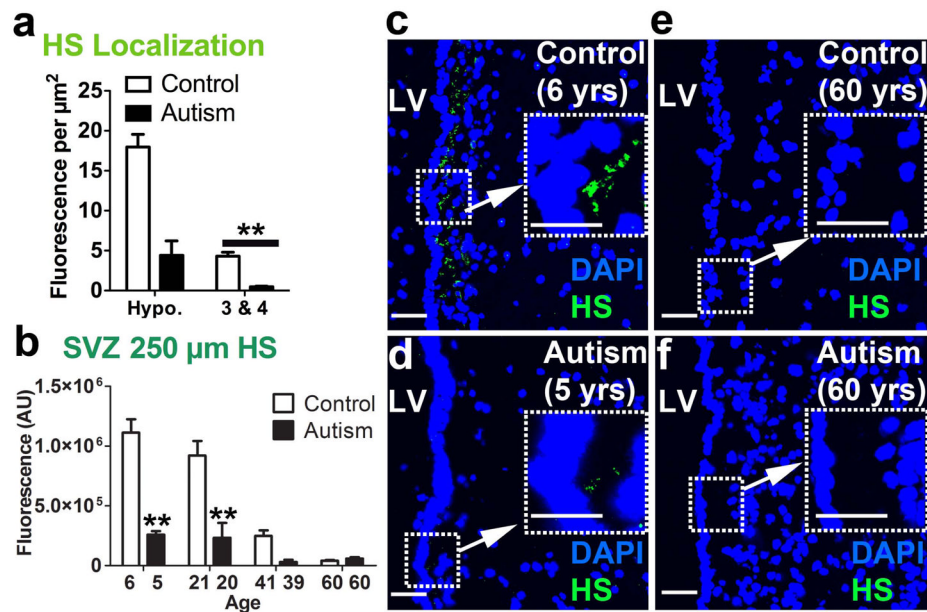 a HS Localization
Control
Autism
Fluorescence per µm²
25
20
15
10
5
0
**
Hypo. 3 & 4
b SVZ 250 µm HS
Fluorescence (AU)
1.5×10⁶
1.0×10⁶
5.0×10⁵
0
Control
Autism
**
**
6 5 21 20 41 39 60 60
Age
c
Control
(6 yrs)
LV
DAPI
HS
d
Autism
(5 yrs)
LV
DAPI
HS
e
Control
(60 yrs)
LV
DAPI
HS
f
Autism
(60 yrs)
LV
DAPI
HS